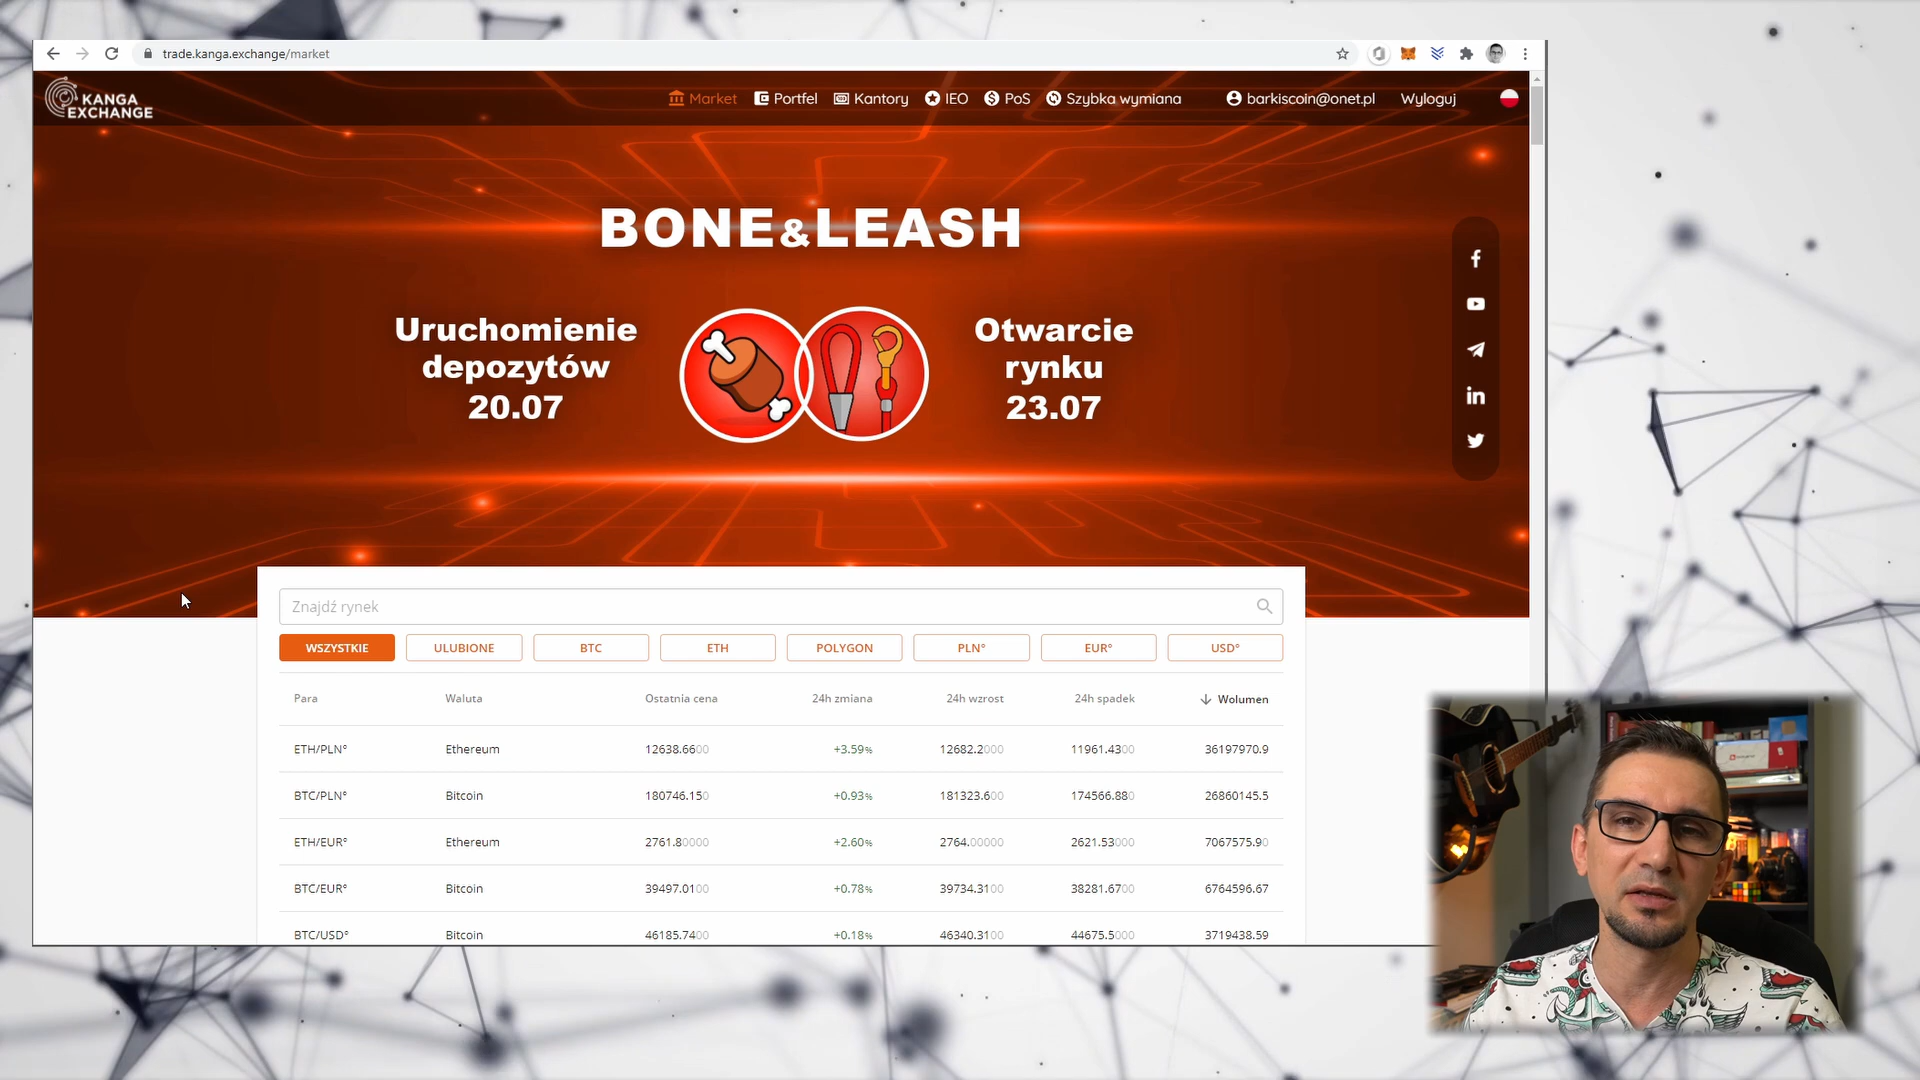 trade.kanga.exchange/market
KANGA
EXCHANGE
Market Portfel Kantory IEO PoS Szybka wymiana barkiscoin@onet.pl Wyloguj
BONE&LEASH
Uruchomienie
depozytów
20.07
Otwarcie
rynku
23.07
Znajdź rynek
WSZYSTKIE ULUBIONE BTC ETH POLYGON PLN° EUR° USD°
Para Waluta Ostatnia cena 24h zmiana 24h wzrost 24h spadek Wolumen
ETH/PLN° Ethereum 12638.6600 +3.59% 12682.2000 11961.4300 36197970.9
BTC/PLN° Bitcoin 180746.150 +0.93% 181323.600 174566.880 26860145.5
ETH/EUR° Ethereum 2761.80000 +2.60% 2764.00000 2621.53000 7067575.90
BTC/EUR° Bitcoin 39497.0100 +0.78% 39734.3100 38281.6700 6764596.67
BTC/USD° Bitcoin 46185.7400 +0.18% 46340.3100 44675.5000 3719438.59